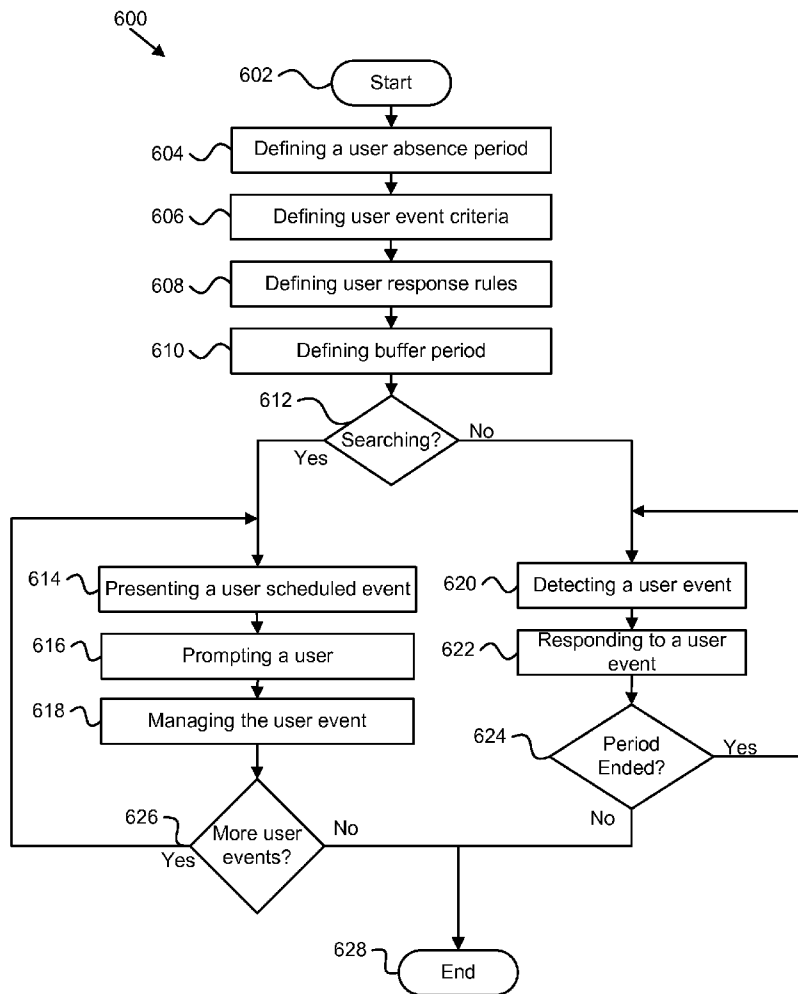 600
602
Start
604
Defining a user absence period
606
Defining user event criteria
608
Defining user response rules
610
Defining buffer period
612
Searching?
Yes
No
614
Presenting a user scheduled event
616
Prompting a user
618
Managing the user event
620
Detecting a user event
622
Responding to a user
event
624
Period
Ended?
Yes
No
626
More user
events?
Yes
No
628
End